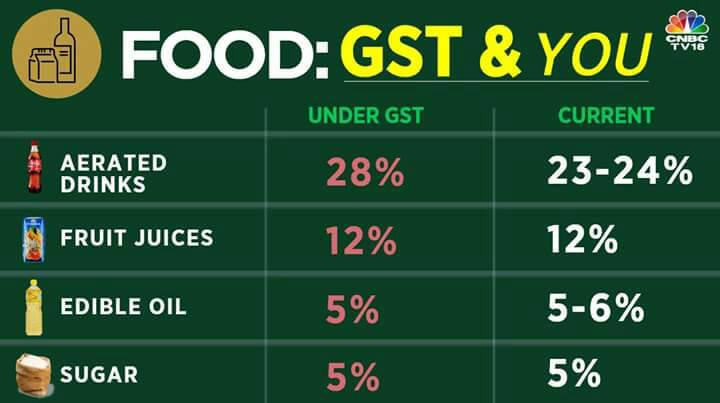 FOOD: GST & YOU
CNBC
TV18
UNDER GST CURRENT
AERATED
DRINKS
28% 23-24%
FRUIT JUICES 12% 12%
EDIBLE OIL 5% 5-6%
SUGAR 5% 5%